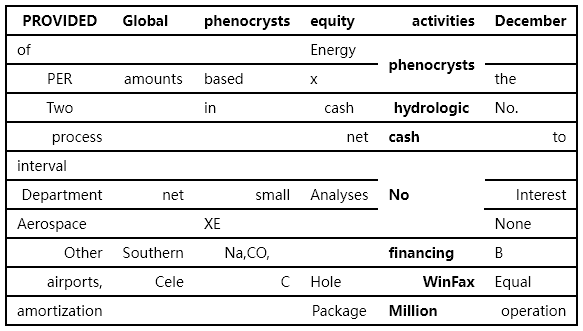 PROVIDED Global phenocrysts equity activities December
of Energy phenocrysts
PER amounts based x the
Two in cash hydrologic No.
process net cash to
interval
Department net small Analyses No Interest
Aerospace XE None
Other Southern Na,CO, financing B
airports, Cele C Hole WinFax Equal
amortization Package Million operation